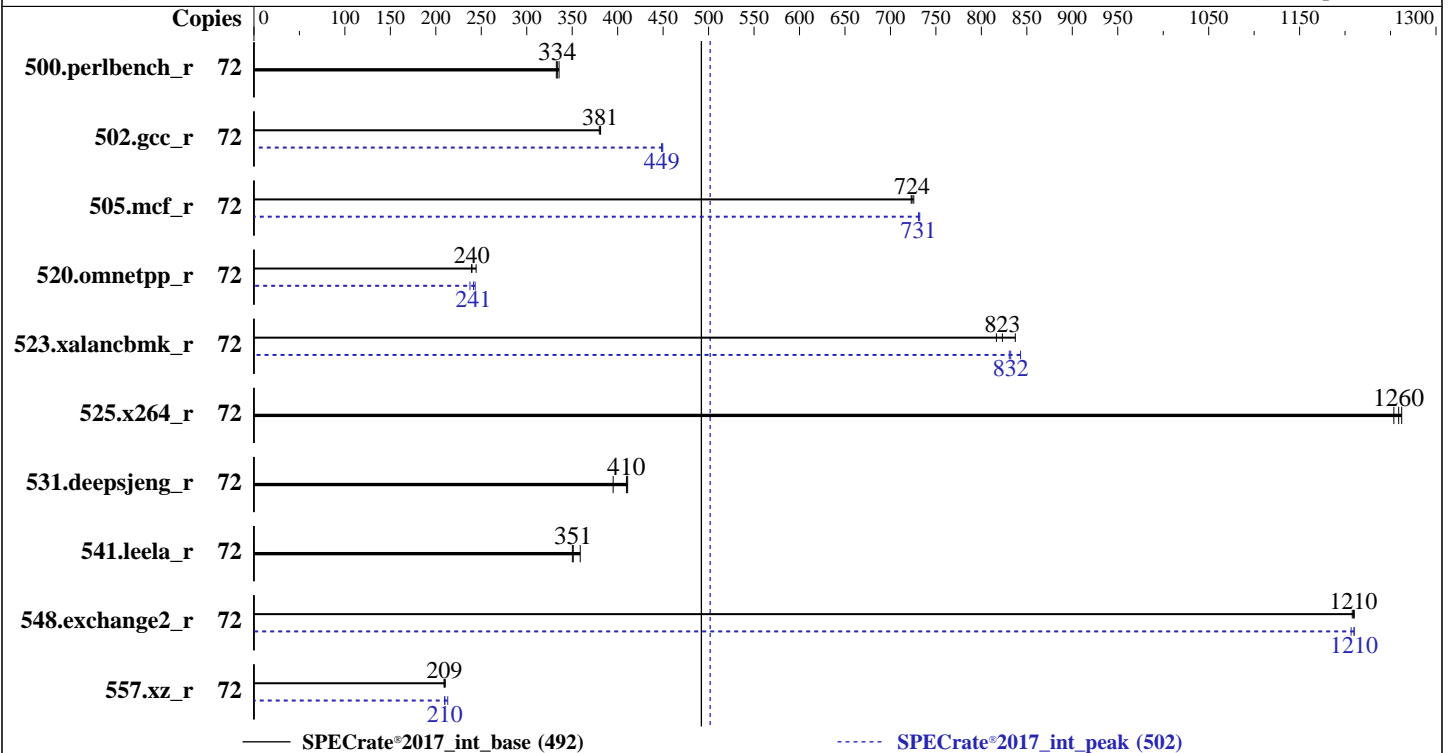 Copies 0 100 150 200 250 300 350 400 450 500 550 600 650 700 750 800 850 900 950 1050 1150 1300
334
500.perlbench_r 72
381
502.gcc_r 72
449
724
505.mcf_r 72
731
240
520.omnetpp_r 72
241
823
523.xalancbmk_r 72
832
1260
525.x264_r 72
410
531.deepsjeng_r 72
351
541.leela_r 72
1210
548.exchange2_r 72
1210
209
557.xz_r 72
210
SPECrate®2017_int_base (492) SPECrate®2017_int_peak (502)